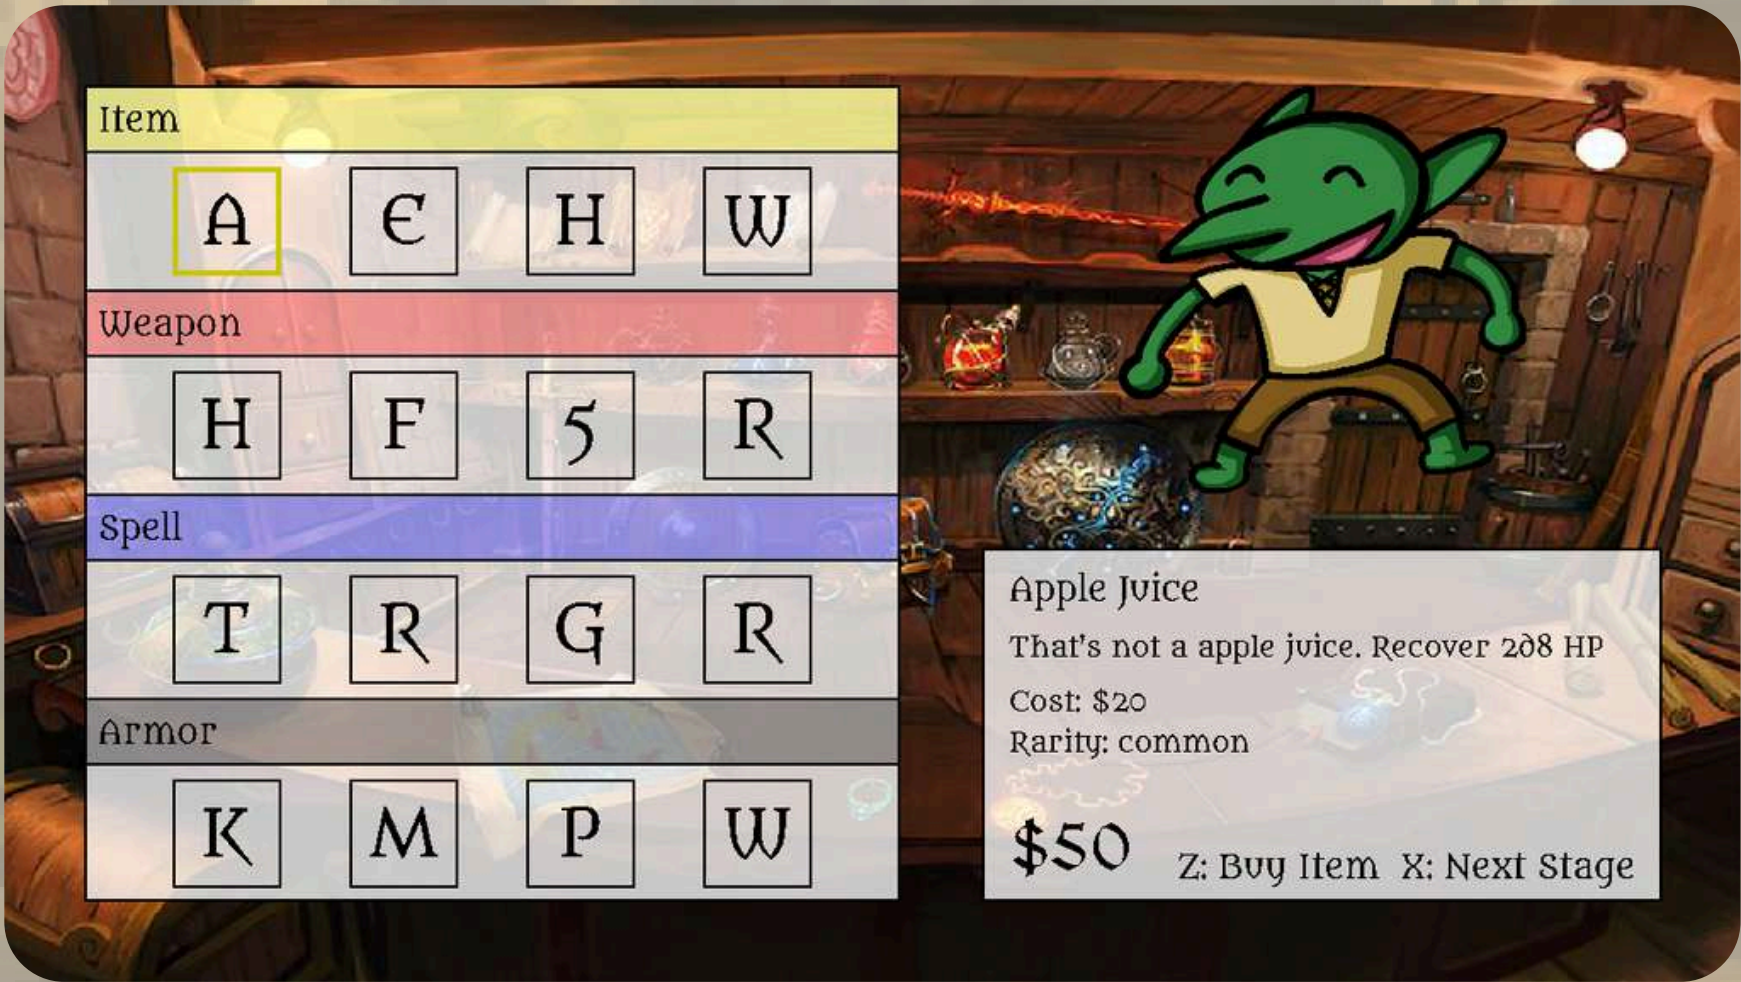 Item
A E H W
Weapon
H F 5 R
Spell
T R G R
Armor
K M P W
Apple Juice
That's not a apple juice. Recover 208 HP
Cost: $20
Rarity: common
$50
Z: Buy Item X: Next Stage